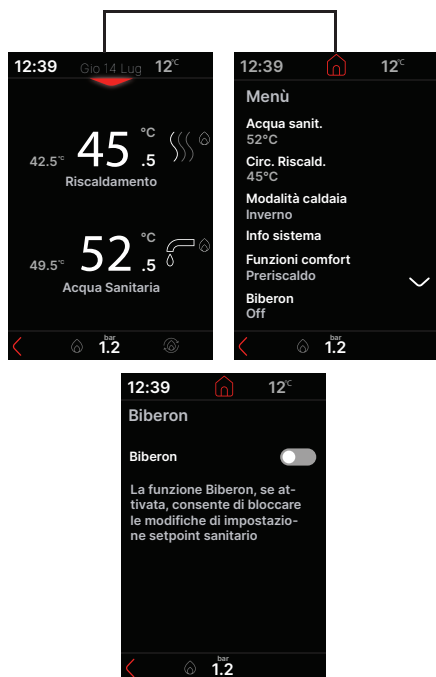 12:39 Gio 14 Lug 12°C
42.5°C 45.5 °C
Riscaldamento
49.5°C 52.5 °C
Acqua Sanitaria
bar
1.2
12:39 12°C
Menù
Acqua sanit.
52°C
Circ. Riscald.
45°C
Modalità caldaia
Inverno
Info sistema
Funzioni comfort
Preriscaldo
Biberon
Off
bar
1.2
12:39 12°C
Biberon
Biberon
La funzione Biberon, se at-
tivata, consente di bloccare
le modifiche di impostazio-
ne setpoint sanitario
bar
1.2